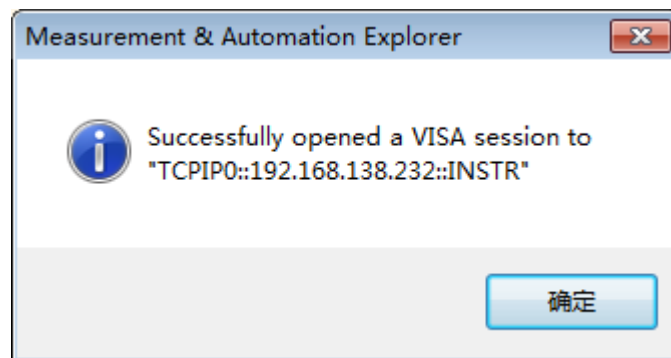 Measurement & Automation Explorer
Successfully opened a VISA session to
"TCPIP0::192.168.138.232::INSTR"
确定